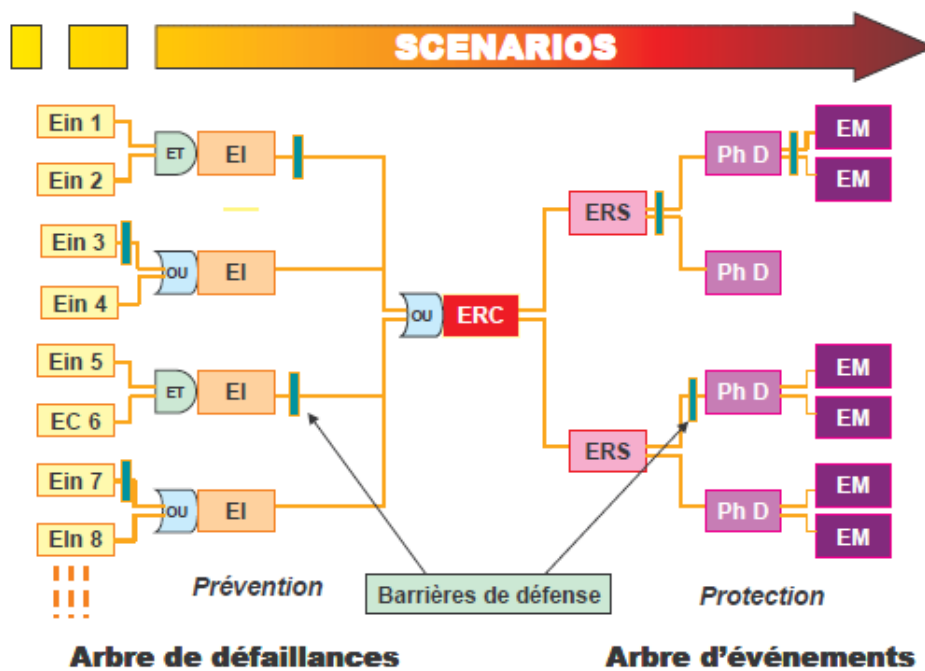 SCENARIOS
Ein 1
ET
EI
Ein 2
Ein 3
OU
EI
Ein 4
Ein 5
ET
EI
EC 6
Ein 7
OU
EI
EIn 8
OU
ERC
ERS
ERS
Ph D
EM
EM
Ph D
Ph D
EM
EM
Ph D
EM
EM
Prévention
Barrières de défense
Protection
Arbre de défaillances
Arbre d'événements